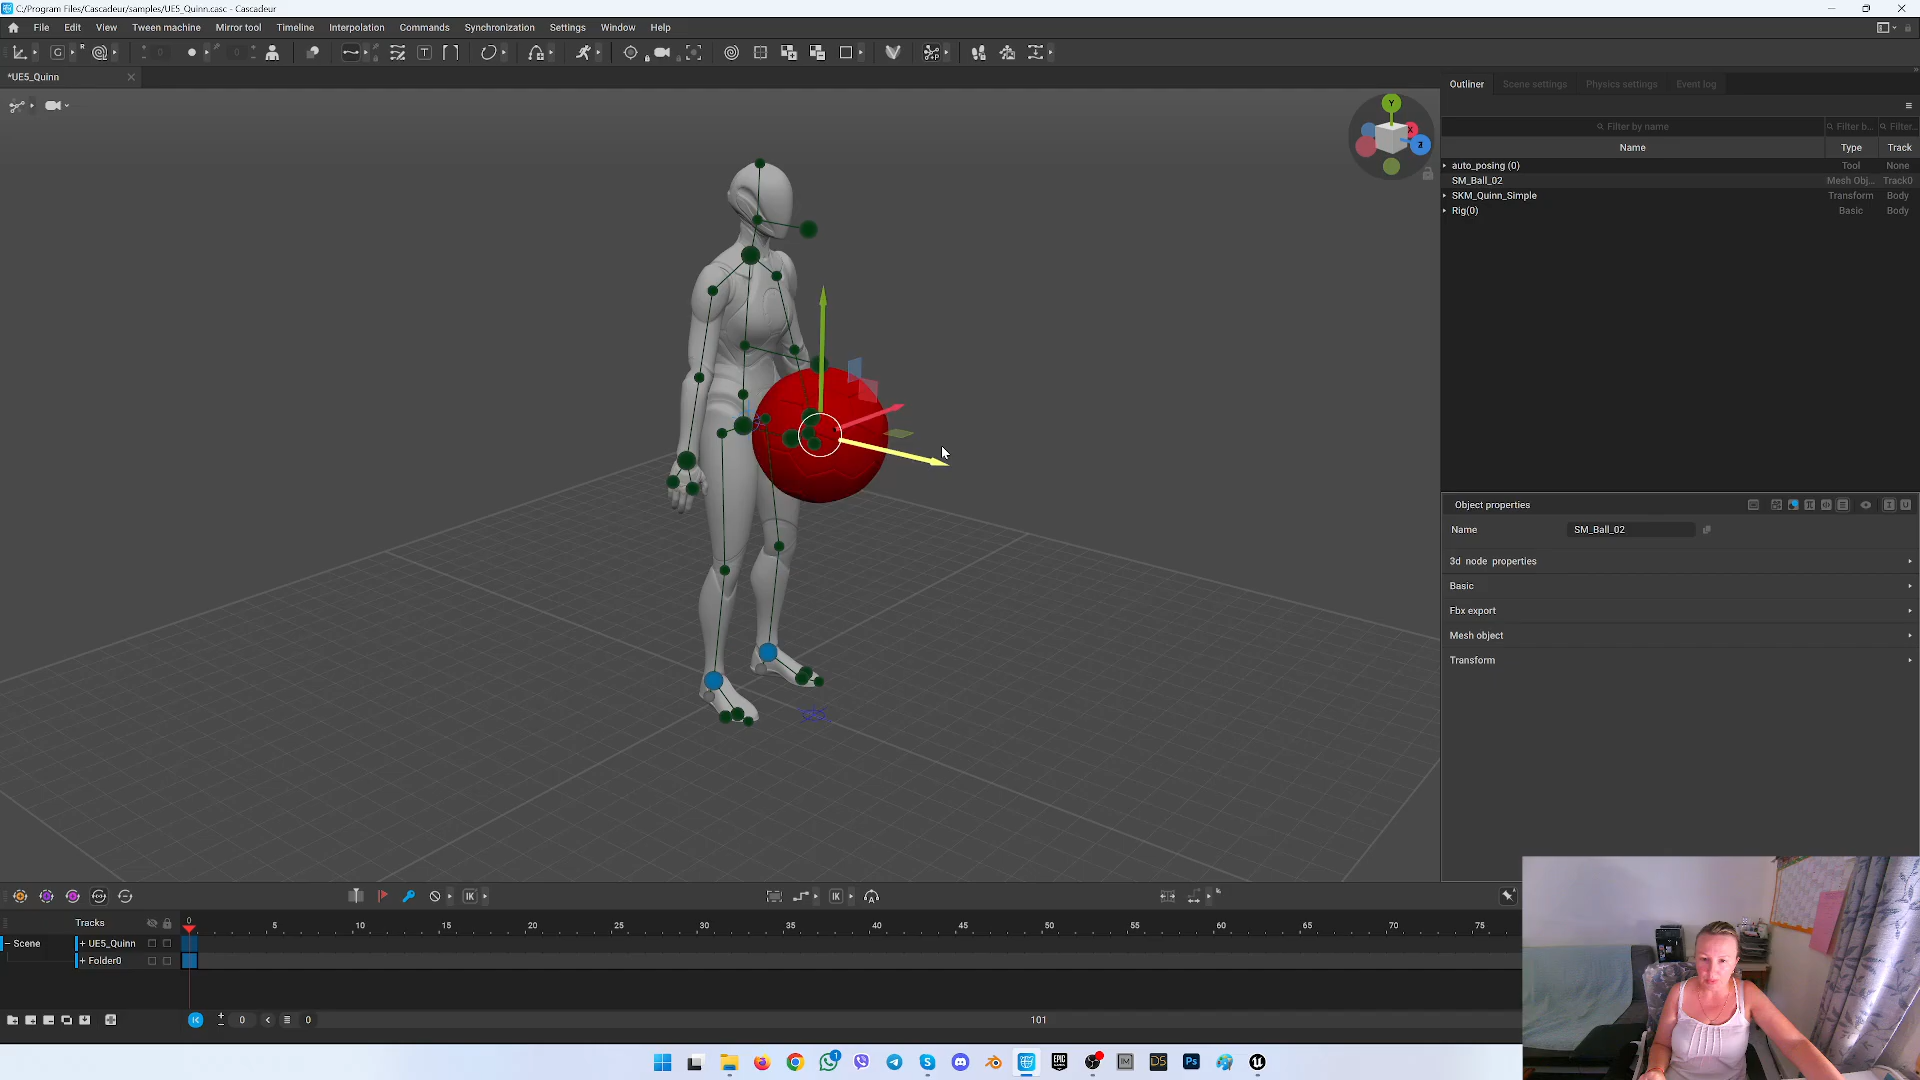 C:/Program Files/Cascadeur/samples/UE5_Quinn.casc - Cascadeur
File Edit View Tween machine Mirror tool Timeline Interpolation Commands Synchronization Settings Window Help
*UE5_Quinn
Outliner Scene settings Physics settings Event log
Filter by name Filter b... Filter...
Name Type Track
auto_posing (0) Tool None
SM_Ball_02 Mesh Obj... Track0
SKM_Quinn_Simple Transform Body
Rig(0) Basic Body
Y
X
Z
Object properties
Name SM_Ball_02
3d node properties
Basic
Fbx export
Mesh object
Transform
IK IK
Tracks 0 5 10 15 20 25 30 35 40 45 50 55 60 65 70 75
- Scene + UE5_Quinn
+ Folder0
0 0 101